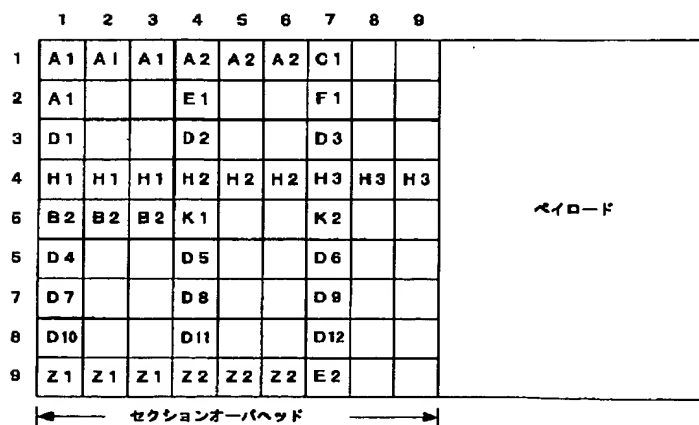 1 2 3 4 5 6 7 8 9
1 A1 A1 A1 A2 A2 A2 C1
2 A1 E1 F1
3 D1 D2 D3
4 H1 H1 H1 H2 H2 H2 H3 H3 H3
5 B2 B2 B2 K1 K2
ペイロード
5 D4 D5 D6
7 D7 D8 D9
8 D10 D11 D12
9 Z1 Z1 Z1 Z2 Z2 Z2 E2
セクションオーバヘッド